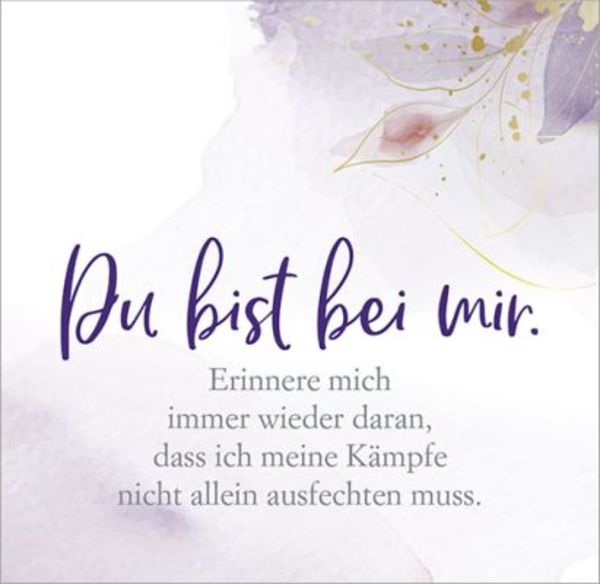 Du bist bei mir.
Erinnere mich
immer wieder daran,
dass ich meine Kämpfe
nicht allein ausfechten muss.